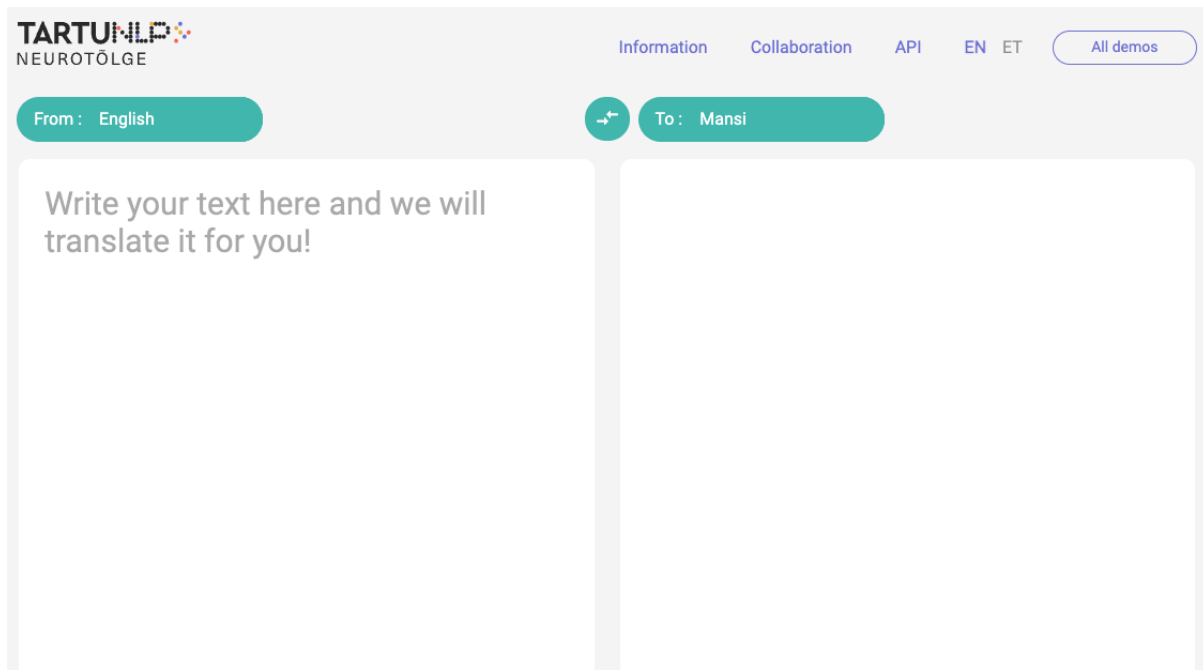 TARTUNLP
NEUROTÕLGE
Information Collaboration API EN ET All demos
From : English
To : Mansi
Write your text here and we will
translate it for you!